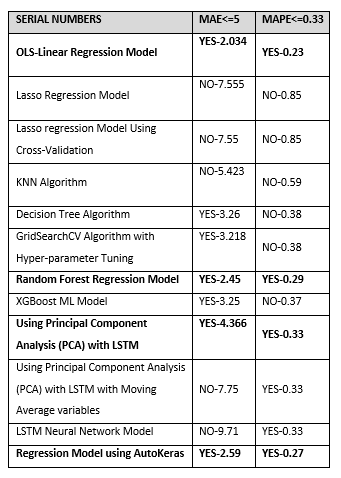 SERIAL NUMBERS MAE<=5 MAPE<=0.33
OLS-Linear Regression Model YES-2.034 YES-0.23
Lasso Regression Model NO-7.555 NO-0.85
Lasso regression Model Using
Cross-Validation NO-7.55 NO-0.85
KNN Algorithm NO-5.423 NO-0.59
Decision Tree Algorithm YES-3.26 NO-0.38
GridSearchCV Algorithm with
Hyper-parameter Tuning YES-3.218 NO-0.38
Random Forest Regression Model YES-2.45 YES-0.29
XGBoost ML Model YES-3.25 NO-0.37
Using Principal Component
Analysis (PCA) with LSTM YES-4.366 YES-0.33
Using Principal Component Analysis
(PCA) with LSTM with Moving
Average variables NO-7.75 YES-0.33
LSTM Neural Network Model NO-9.71 YES-0.33
Regression Model using AutoKeras YES-2.59 YES-0.27